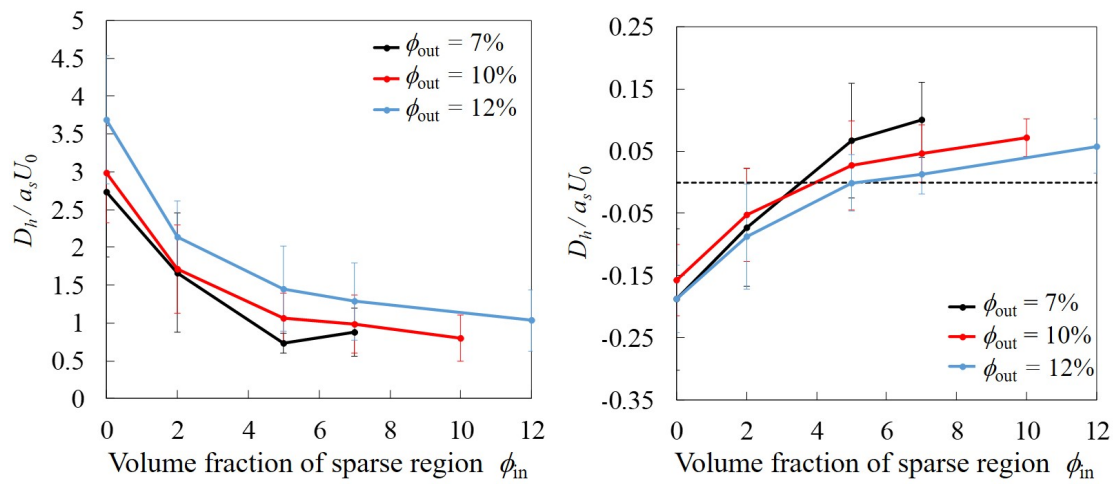 5
4.5
4
3.5
3
2.5
2
1.5
1
0.5
0
D_h / a_s U_0
ϕ_out = 7%
ϕ_out = 10%
ϕ_out = 12%
0 2 4 6 8 10 12
Volume fraction of sparse region ϕ_in
0.25
0.15
0.05
-0.05
-0.15
-0.25
-0.35
D_h / a_s U_0
ϕ_out = 7%
ϕ_out = 10%
ϕ_out = 12%
0 2 4 6 8 10 12
Volume fraction of sparse region ϕ_in